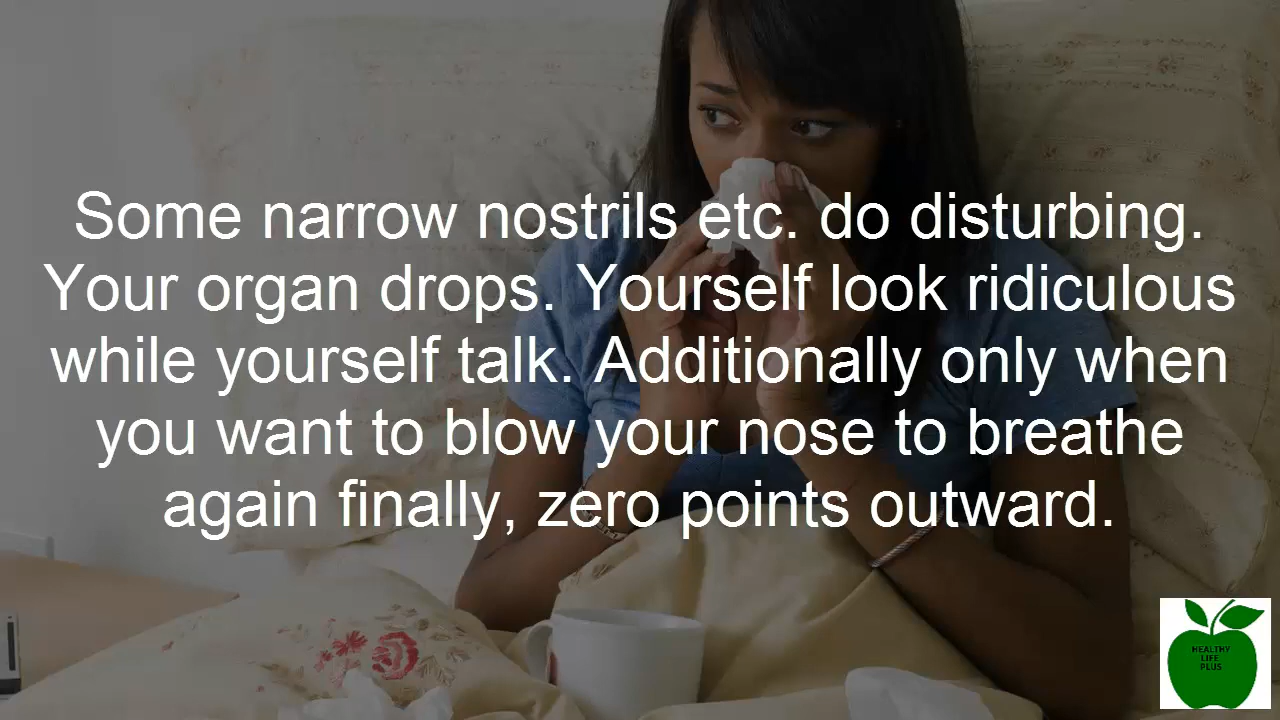 Some narrow nostrils etc. do disturbing.
Your organ drops. Yourself look ridiculous
while yourself talk. Additionally only when
you want to blow your nose to breathe
again finally, zero points outward.
HEALTHY
LIFE
PLUS